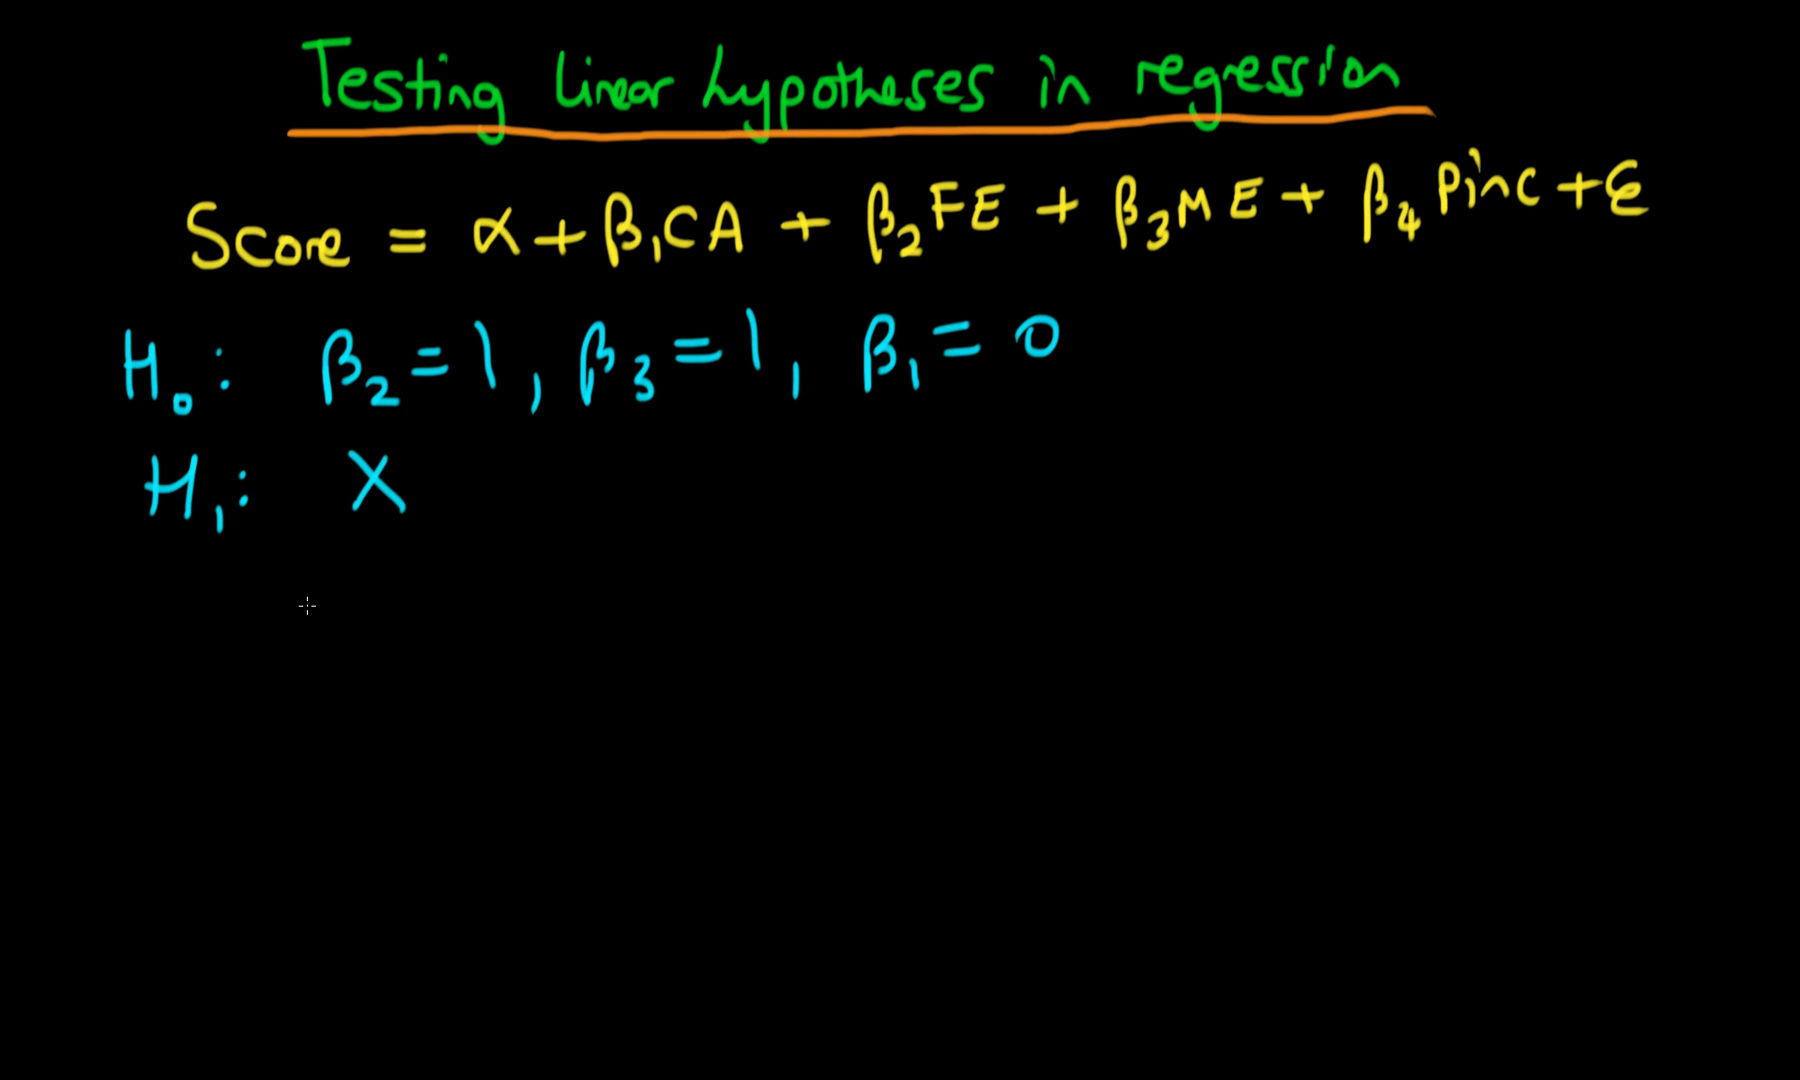 Testing linear hypotheses in regression
Score = α + β₁CA + β₂FE + β₃ME + β₄Pinc + ε
H₀: β₂ = 1, β₃ = 1, β₁ = 0
H₁: X